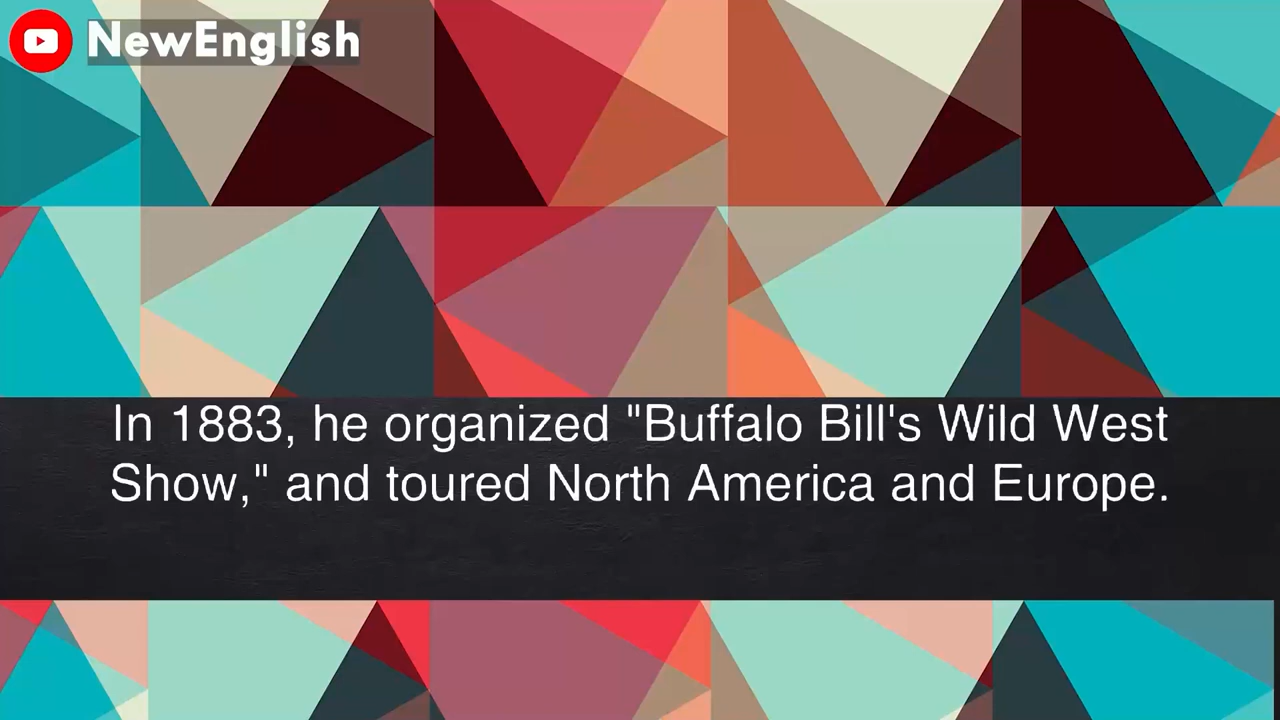 NewEnglish
In 1883, he organized "Buffalo Bill's Wild West
Show," and toured North America and Europe.